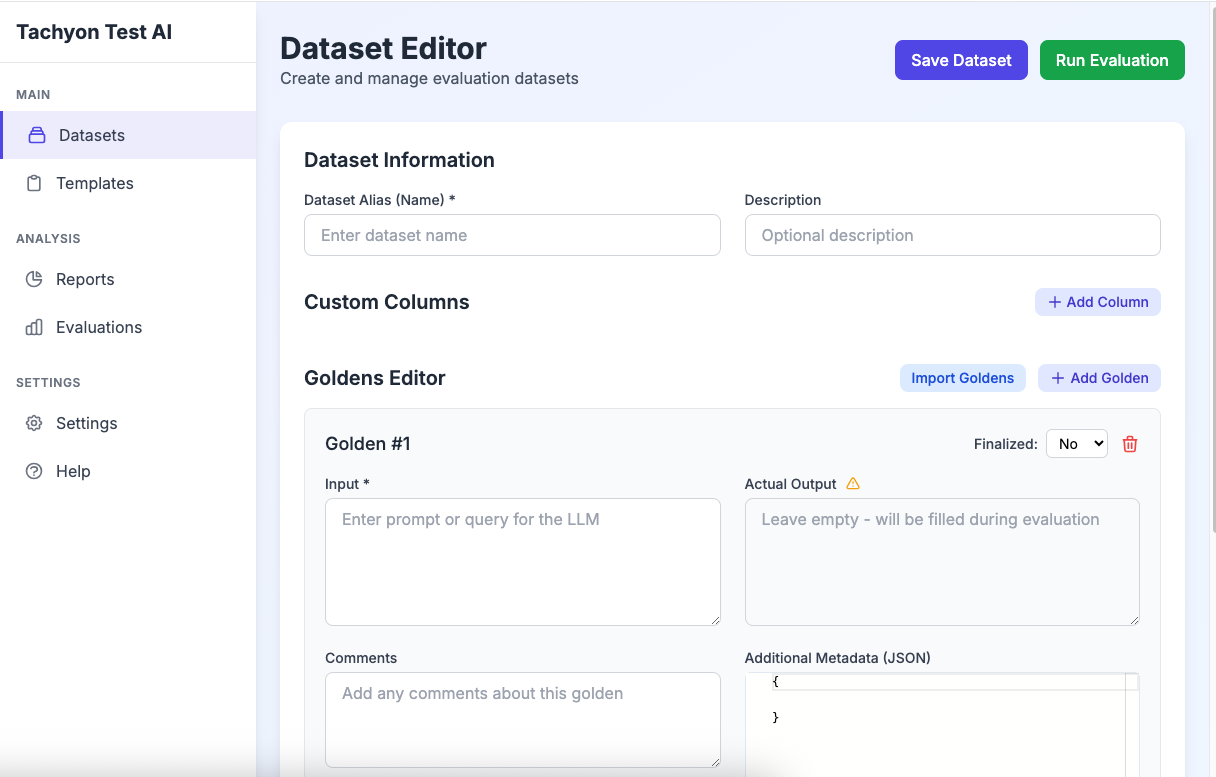 Tachyon Test AI
MAIN
Datasets
Templates
ANALYSIS
Reports
Evaluations
SETTINGS
Settings
Help
Dataset Editor
Create and manage evaluation datasets
Save Dataset
Run Evaluation
Dataset Information
Dataset Alias (Name) *
Description
Enter dataset name
Optional description
Custom Columns
+ Add Column
Goldens Editor
Import Goldens
+ Add Golden
Golden #1
Finalized:
No
Input *
Actual Output
Enter prompt or query for the LLM
Leave empty - will be filled during evaluation
Comments
Additional Metadata (JSON)
Add any comments about this golden
{
}